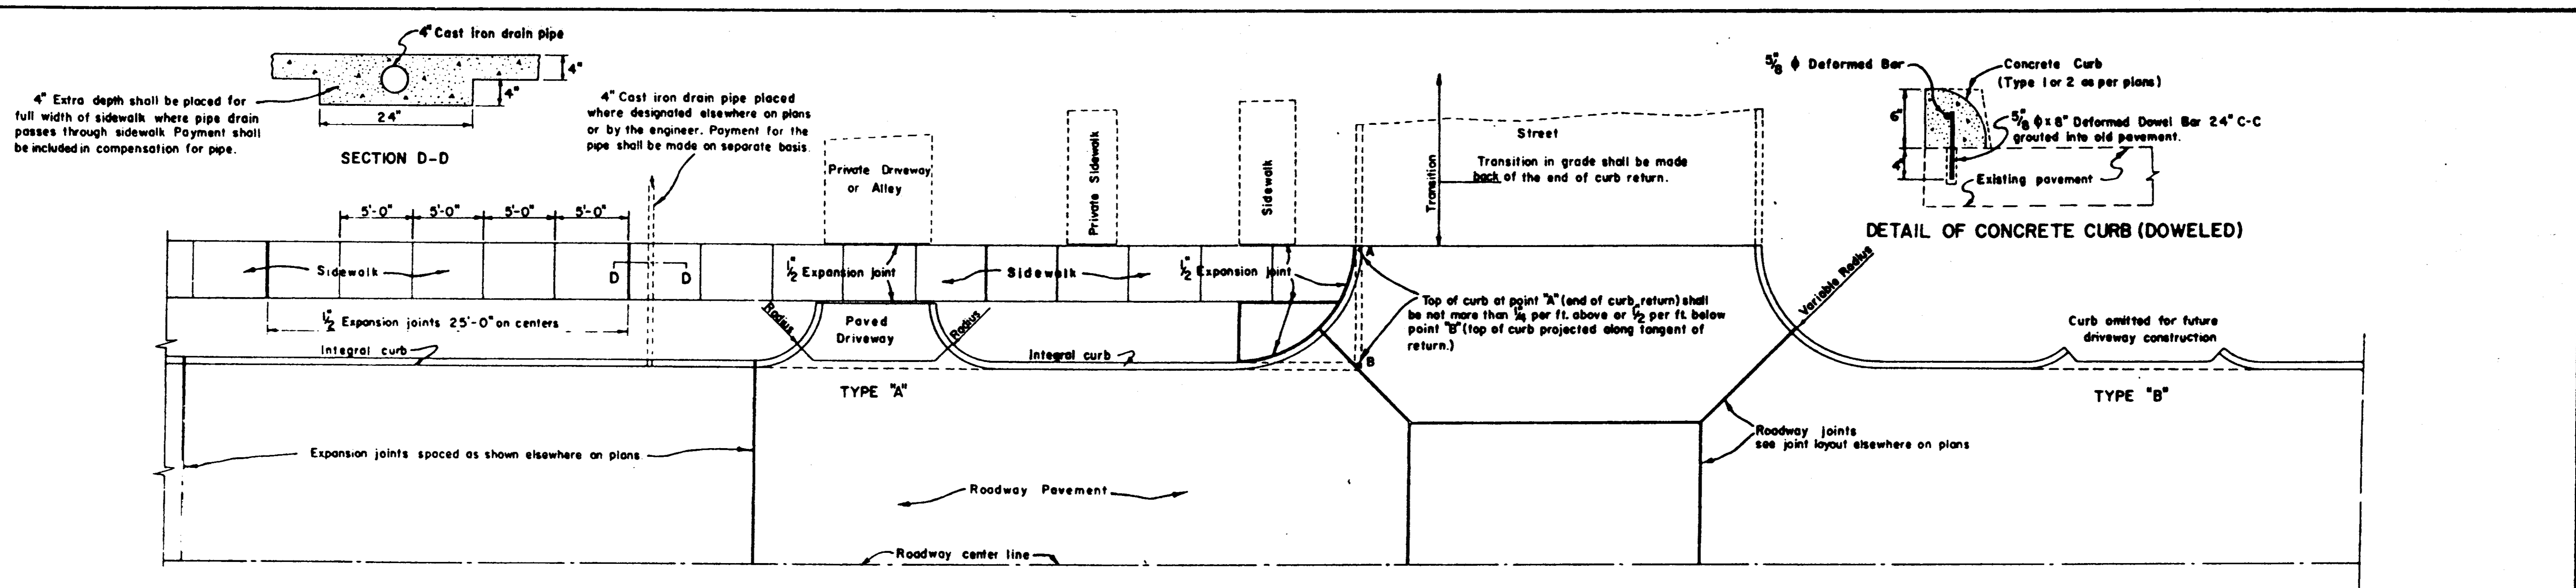 4" Cast iron drain pipe
4"
4"
24"
4" Extra depth shall be placed for
full width of sidewalk where pipe drain
passes through sidewalk Payment shall
be included in compensation for pipe.
SECTION D-D
4" Cast iron drain pipe placed
where designated elsewhere on plans
or by the engineer. Payment for the
pipe shall be made on separate basis.
Private Driveway
or Alley
Private Sidewalk
Sidewalk
Transition
Street
Transition in grade shall be made
back of the end of curb return.
5/8" ϕ Deformed Bar
Concrete Curb
(Type 1 or 2 as per plans)
6"
4"
5/8" ϕ x 8" Deformed Dowel Bar 24" C-C
grouted into old pavement.
Existing pavement
DETAIL OF CONCRETE CURB (DOWELED)
5'-0" 5'-0" 5'-0" 5'-0"
Sidewalk
D D
1/2" Expansion joint
Sidewalk
1/2" Expansion joint
A
Variable Radius
1/2" Expansion joints 25'-0" on centers
Radius
Paved
Driveway
Radius
Top of curb at point "A" (end of curb return) shall
be not more than 1/4" per ft. above or 1/2" per ft. below
point "B" (top of curb projected along tangent of
return.)
Curb omitted for future
driveway construction
Integral curb
Integral curb
B
TYPE "A"
TYPE "B"
Expansion joints spaced as shown elsewhere on plans
Roadway joints
see joint layout elsewhere on plans
Roadway Pavement
Roadway center line